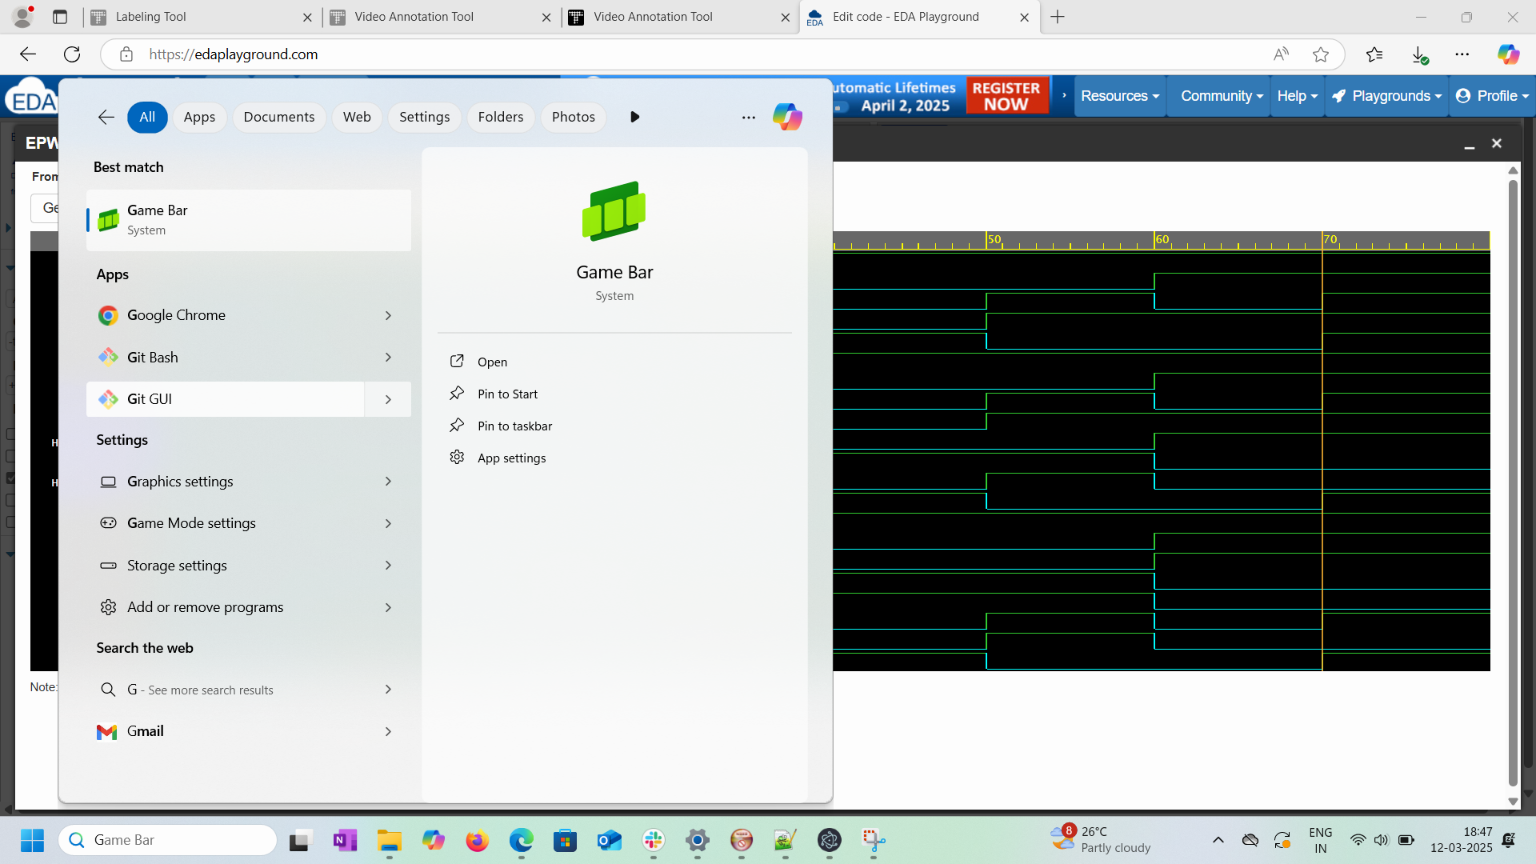 Labeling Tool
Video Annotation Tool
Video Annotation Tool
EDA
Edit code - EDA Playground
https://edaplayground.com
EDA
utomatic Lifetimes
April 2, 2025
REGISTER
NOW
Resources
Community
Help
Playgrounds
Profile
All
Apps
Documents
Web
Settings
Folders
Photos
EPW
From
Ge
Best match
Game Bar
System
Apps
Google Chrome
Git Bash
Git GUI
Settings
Graphics settings
Game Mode settings
Storage settings
Add or remove programs
Search the web
G - See more search results
Gmail
Game Bar
System
Open
Pin to Start
Pin to taskbar
App settings
50
60
70
H
H
Note:
Game Bar
8
26°C
Partly cloudy
ENG
IN
18:47
12-03-2025